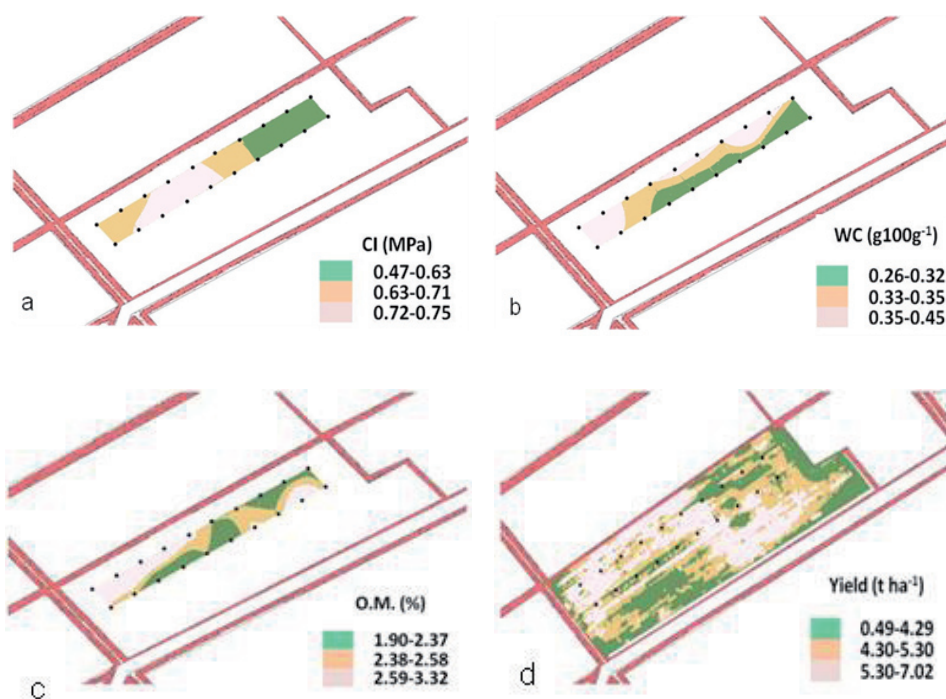 CI (MPa)
0.47-0.63
0.63-0.71
0.72-0.75
a
WC (g100g⁻¹)
0.26-0.32
0.33-0.35
0.35-0.45
b
O.M. (%)
1.90-2.37
2.38-2.58
2.59-3.32
c
Yield (t ha⁻¹)
0.49-4.29
4.30-5.30
5.30-7.02
d